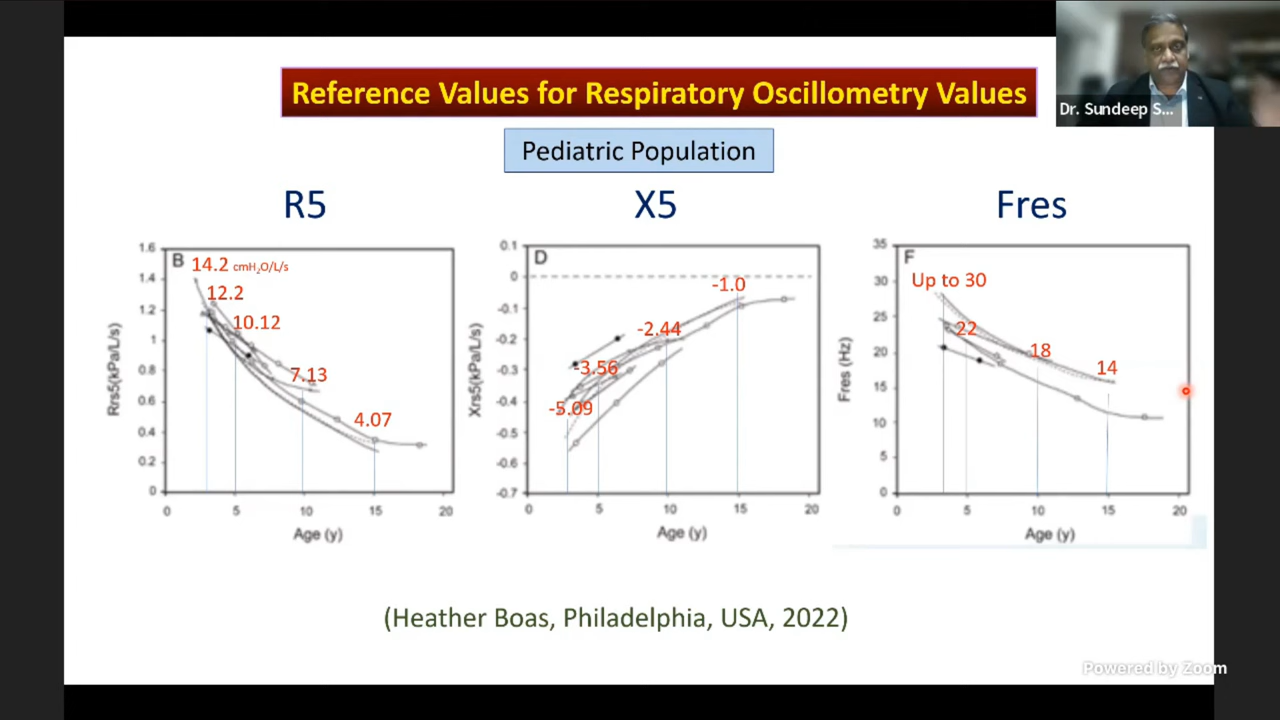 Reference Values for Respiratory Oscillometry Values
Dr. Sundeep S...
Pediatric Population
R5
X5
Fres
B
14.2 cmH₂O/L/s
12.2
10.12
7.13
4.07
1.6
1.4
1.2
1
0.8
0.6
0.4
0.2
0
Rrs5(kPa/L/s)
0 5 10 15 20
Age (y)
D
-1.0
-2.44
-3.56
-5.09
0.1
0
-0.1
-0.2
-0.3
-0.4
-0.5
-0.6
-0.7
Xrs5(kPa/L/s)
0 5 10 15 20
Age (y)
F
Up to 30
22
18
14
35
30
25
20
15
10
5
0
Fres (Hz)
0 5 10 15 20
Age (y)
(Heather Boas, Philadelphia, USA, 2022)
Powered by Zoom